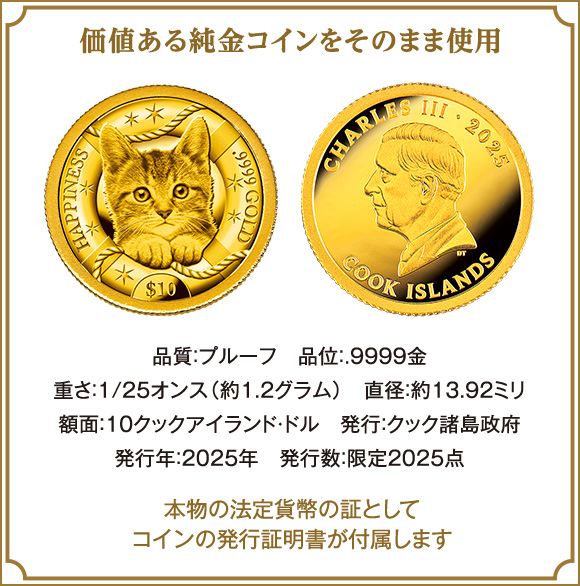 価値ある純金コインをそのまま使用
HAPPINESS
.9999 GOLD
$10
CHARLES III · 2025
DT
COOK ISLANDS
品質:プルーフ 品位:.9999金
重さ:1/25オンス(約1.2グラム) 直径:約13.92ミリ
額面:10クックアイランド·ドル 発行:クック諸島政府
発行年:2025年 発行数:限定2025点
本物の法定貨幣の証として
コインの発行証明書が付属します